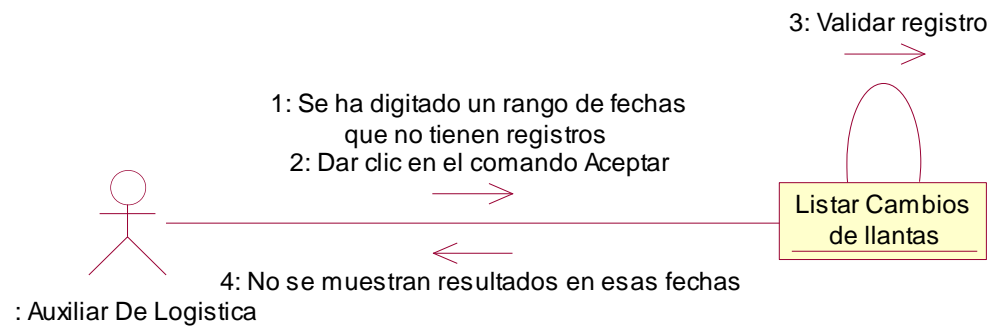 3: Validar registro
1: Se ha digitado un rango de fechas
que no tienen registros
2: Dar clic en el comando Aceptar
Listar Cambios
de llantas
4: No se muestran resultados en esas fechas
: Auxiliar De Logistica